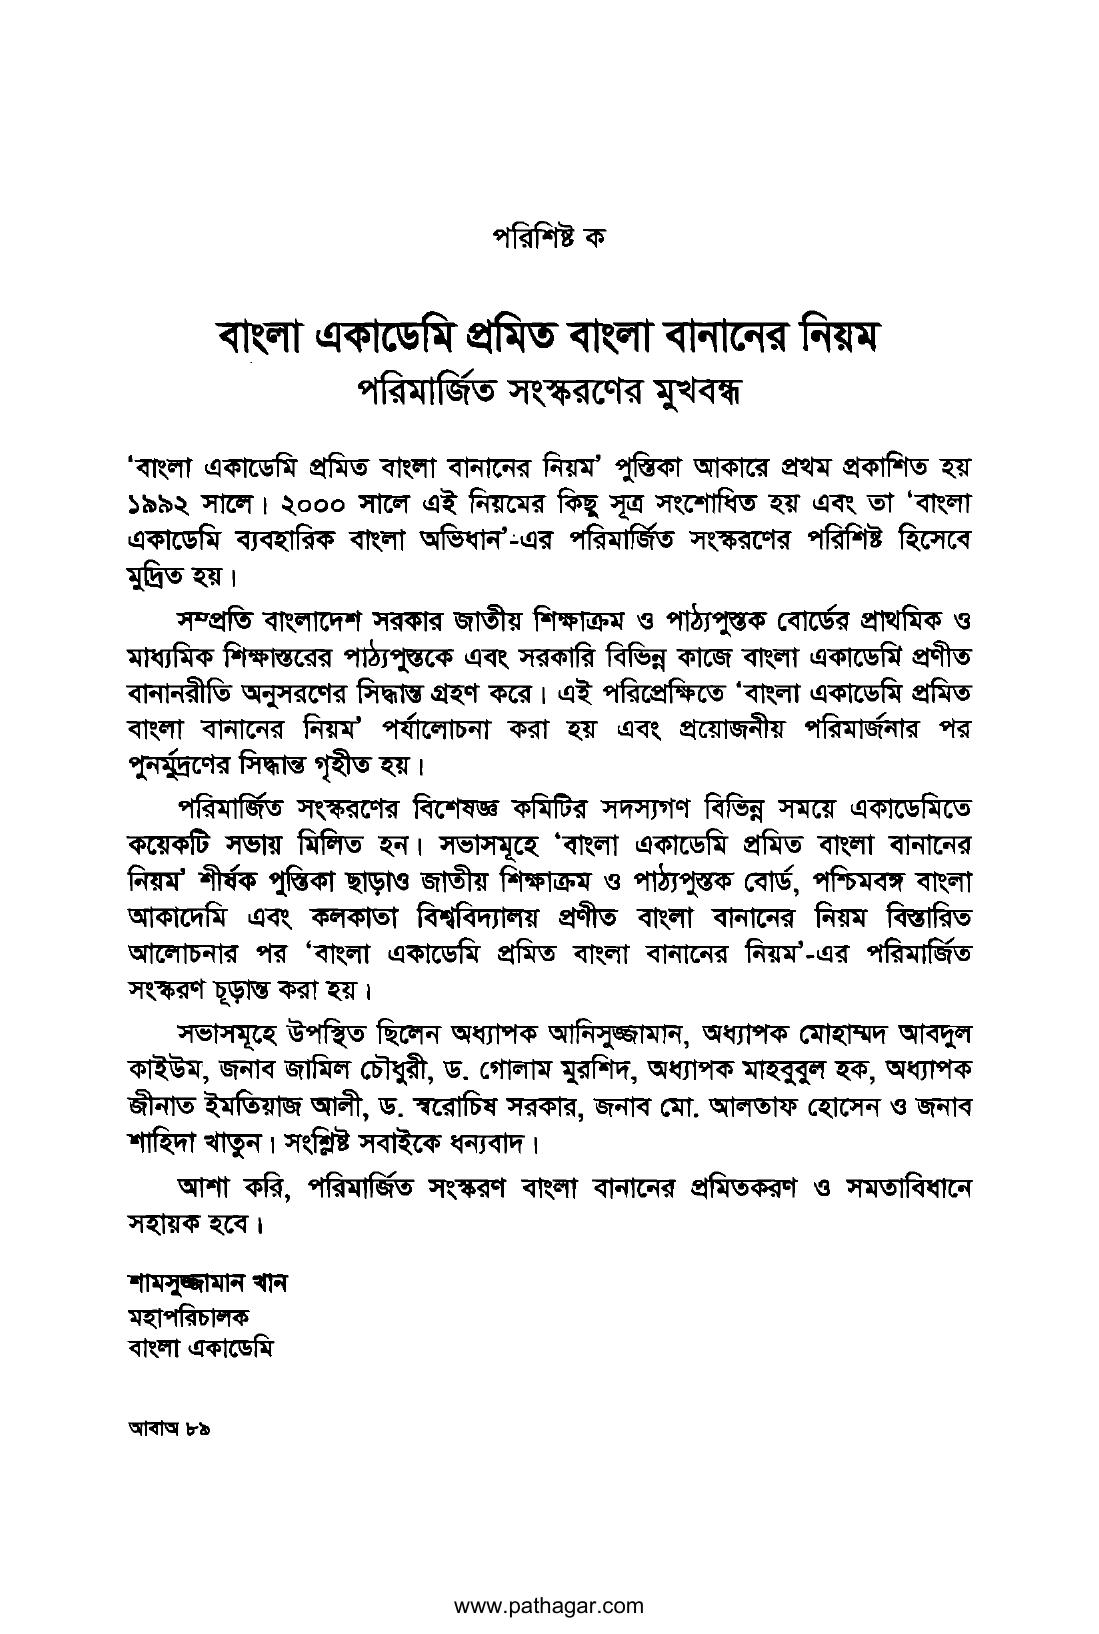 পরিশিষ্ট ক
বাংলা একাডেমি প্রমিত বাংলা বানানের নিয়ম
পরিমার্জিত সংস্করণের মুখবন্ধ
‘বাংলা একাডেমি প্রমিত বাংলা বানানের নিয়ম’ পুস্তিকা আকারে প্রথম প্রকাশিত হয়
১৯৯২ সালে। ২০০০ সালে এই নিয়মের কিছু সূত্র সংশোধিত হয় এবং তা ‘বাংলা
একাডেমি ব্যবহারিক বাংলা অভিধান’-এর পরিমার্জিত সংস্করণের পরিশিষ্ট হিসেবে
মুদ্রিত হয়।
সম্প্রতি বাংলাদেশ সরকার জাতীয় শিক্ষাক্রম ও পাঠ্যপুস্তক বোর্ডের প্রাথমিক ও
মাধ্যমিক শিক্ষাস্তরের পাঠ্যপুস্তকে এবং সরকারি বিভিন্ন কাজে বাংলা একাডেমি প্রণীত
বানানরীতি অনুসরণের সিদ্ধান্ত গ্রহণ করে। এই পরিপ্রেক্ষিতে ‘বাংলা একাডেমি প্রমিত
বাংলা বানানের নিয়ম’ পর্যালোচনা করা হয় এবং প্রয়োজনীয় পরিমার্জনার পর
পুনর্মুদ্রণের সিদ্ধান্ত গৃহীত হয়।
পরিমার্জিত সংস্করণের বিশেষজ্ঞ কমিটির সদস্যগণ বিভিন্ন সময়ে একাডেমিতে
কয়েকটি সভায় মিলিত হন। সভাসমূহে ‘বাংলা একাডেমি প্রমিত বাংলা বানানের
নিয়ম’ শীর্ষক পুস্তিকা ছাড়াও জাতীয় শিক্ষাক্রম ও পাঠ্যপুস্তক বোর্ড, পশ্চিমবঙ্গ বাংলা
আকাদেমি এবং কলকাতা বিশ্ববিদ্যালয় প্রণীত বাংলা বানানের নিয়ম বিস্তারিত
আলোচনার পর ‘বাংলা একাডেমি প্রমিত বাংলা বানানের নিয়ম’-এর পরিমার্জিত
সংস্করণ চূড়ান্ত করা হয়।
সভাসমূহে উপস্থিত ছিলেন অধ্যাপক আনিসুজ্জামান, অধ্যাপক মোহাম্মদ আবদুল
কাইউম, জনাব জামিল চৌধুরী, ড. গোলাম মুরশিদ, অধ্যাপক মাহবুবুল হক, অধ্যাপক
জীনাত ইমতিয়াজ আলী, ড. স্বরোচিষ সরকার, জনাব মো. আলতাফ হোসেন ও জনাব
শাহিদা খাতুন। সংশ্লিষ্ট সবাইকে ধন্যবাদ।
আশা করি, পরিমার্জিত সংস্করণ বাংলা বানানের প্রমিতকরণ ও সমতাবিধানে
সহায়ক হবে।
শামসুজ্জামান খান
মহাপরিচালক
বাংলা একাডেমি
আবাঅ ৮৯
www.pathagar.com